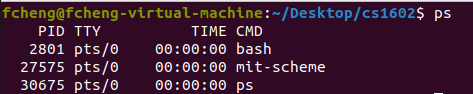 fcheng@fcheng-virtual-machine:~/Desktop/cs1602$ ps
    PID TTY          TIME CMD
   2801 pts/0    00:00:00 bash
  27575 pts/0    00:00:00 mit-scheme
  30675 pts/0    00:00:00 ps